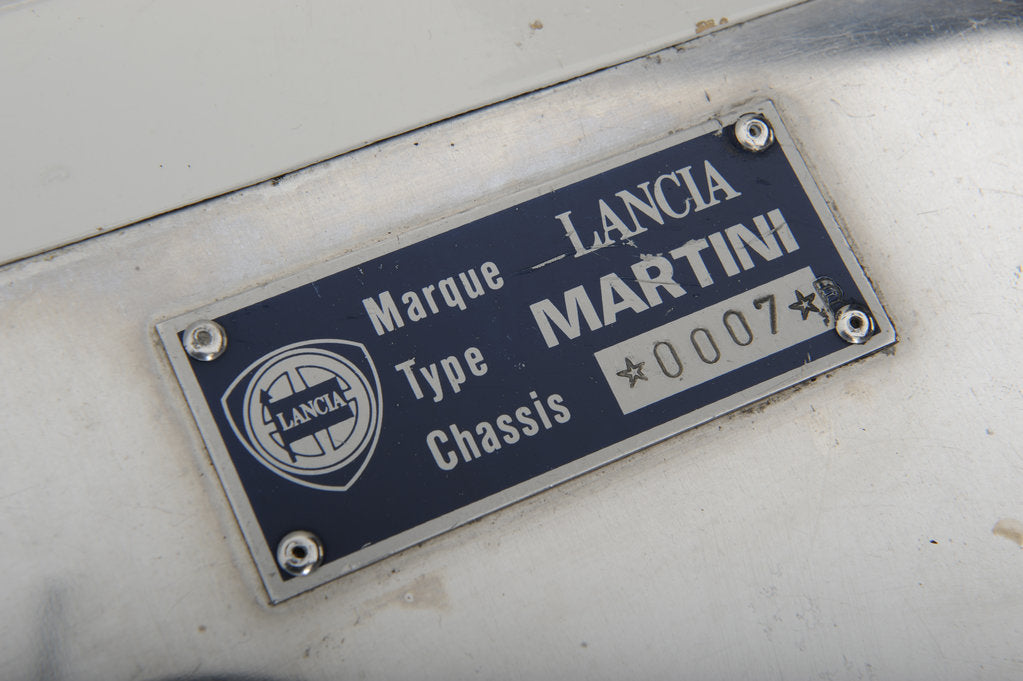 LANCIA
Marque LANCIA
Type MARTINI
Chassis ☆0007☆